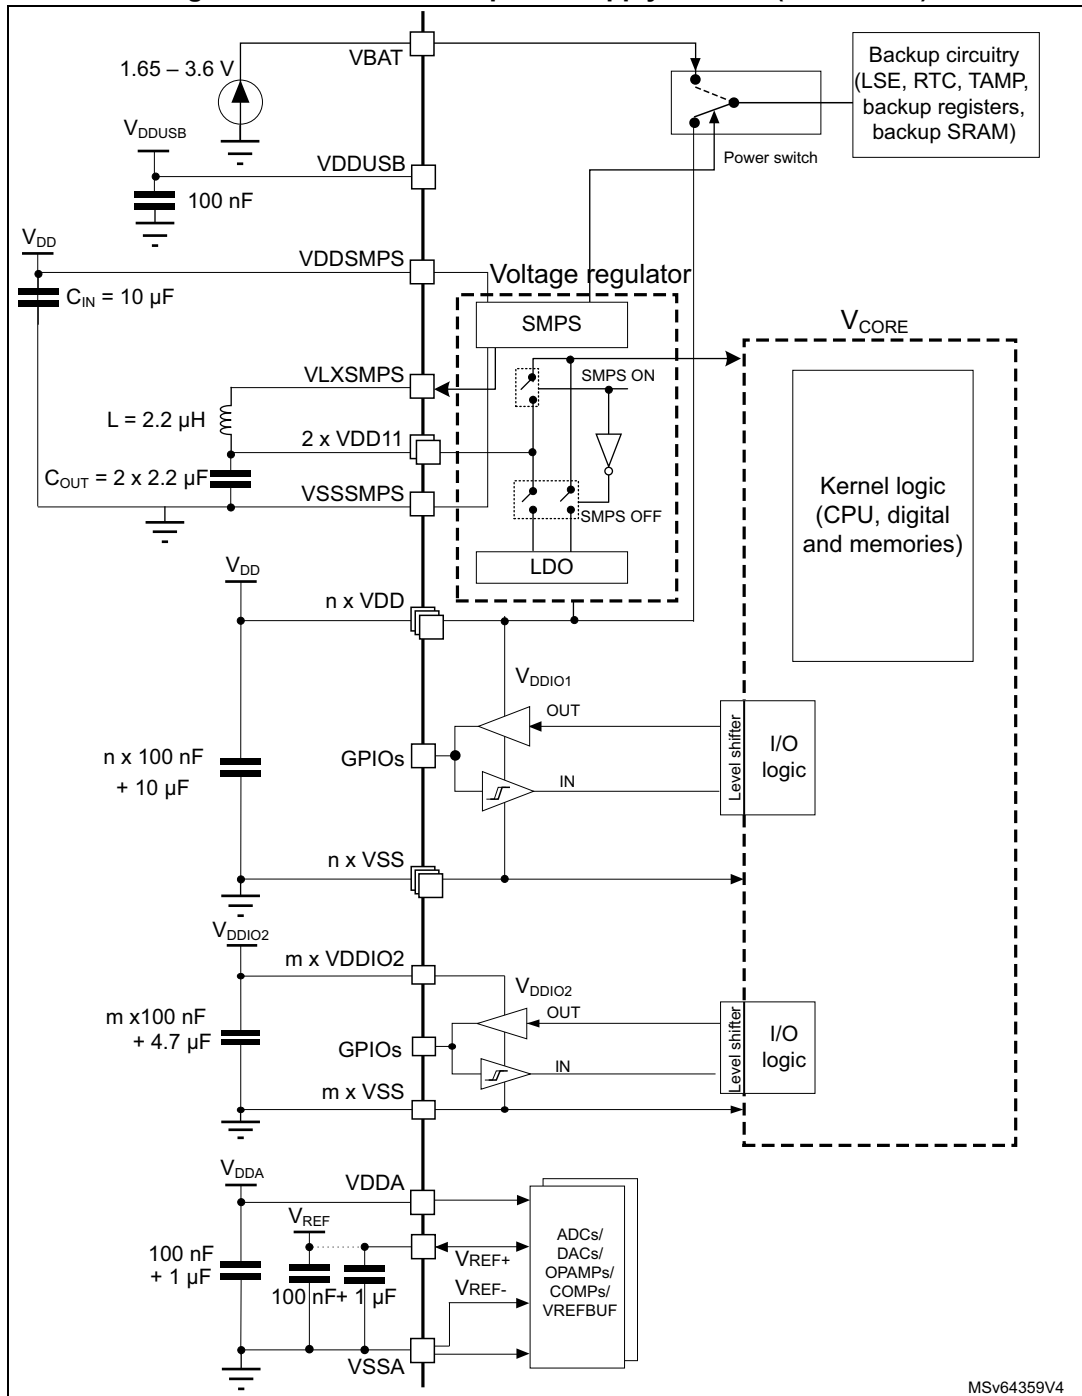 VBAT
1.65 – 3.6 V
Backup circuitry
(LSE, RTC, TAMP,
backup registers,
backup SRAM)
Power switch
VDDUSB
VDDUSB
100 nF
VDD
VDDSMPS
CIN = 10 µF
Voltage regulator
SMPS
VCORE
VLXSMPS
SMPS ON
L = 2.2 µH
2 x VDD11
COUT = 2 x 2.2 µF
VSSSMPS
SMPS OFF
LDO
Kernel logic
(CPU, digital
and memories)
VDD
n x VDD
VDDIO1
OUT
n x 100 nF
+ 10 µF
GPIOs
IN
Level shifter
I/O
logic
n x VSS
VDDIO2
m x VDDIO2
VDDIO2
OUT
m x100 nF
+ 4.7 µF
GPIOs
IN
Level shifter
I/O
logic
m x VSS
VDDA
VDDA
VREF
100 nF
+ 1 µF
100 nF+ 1 µF
VREF+
VREF-
ADCs/
DACs/
OPAMPs/
COMPs/
VREFBUF
VSSA
MSv64359V4